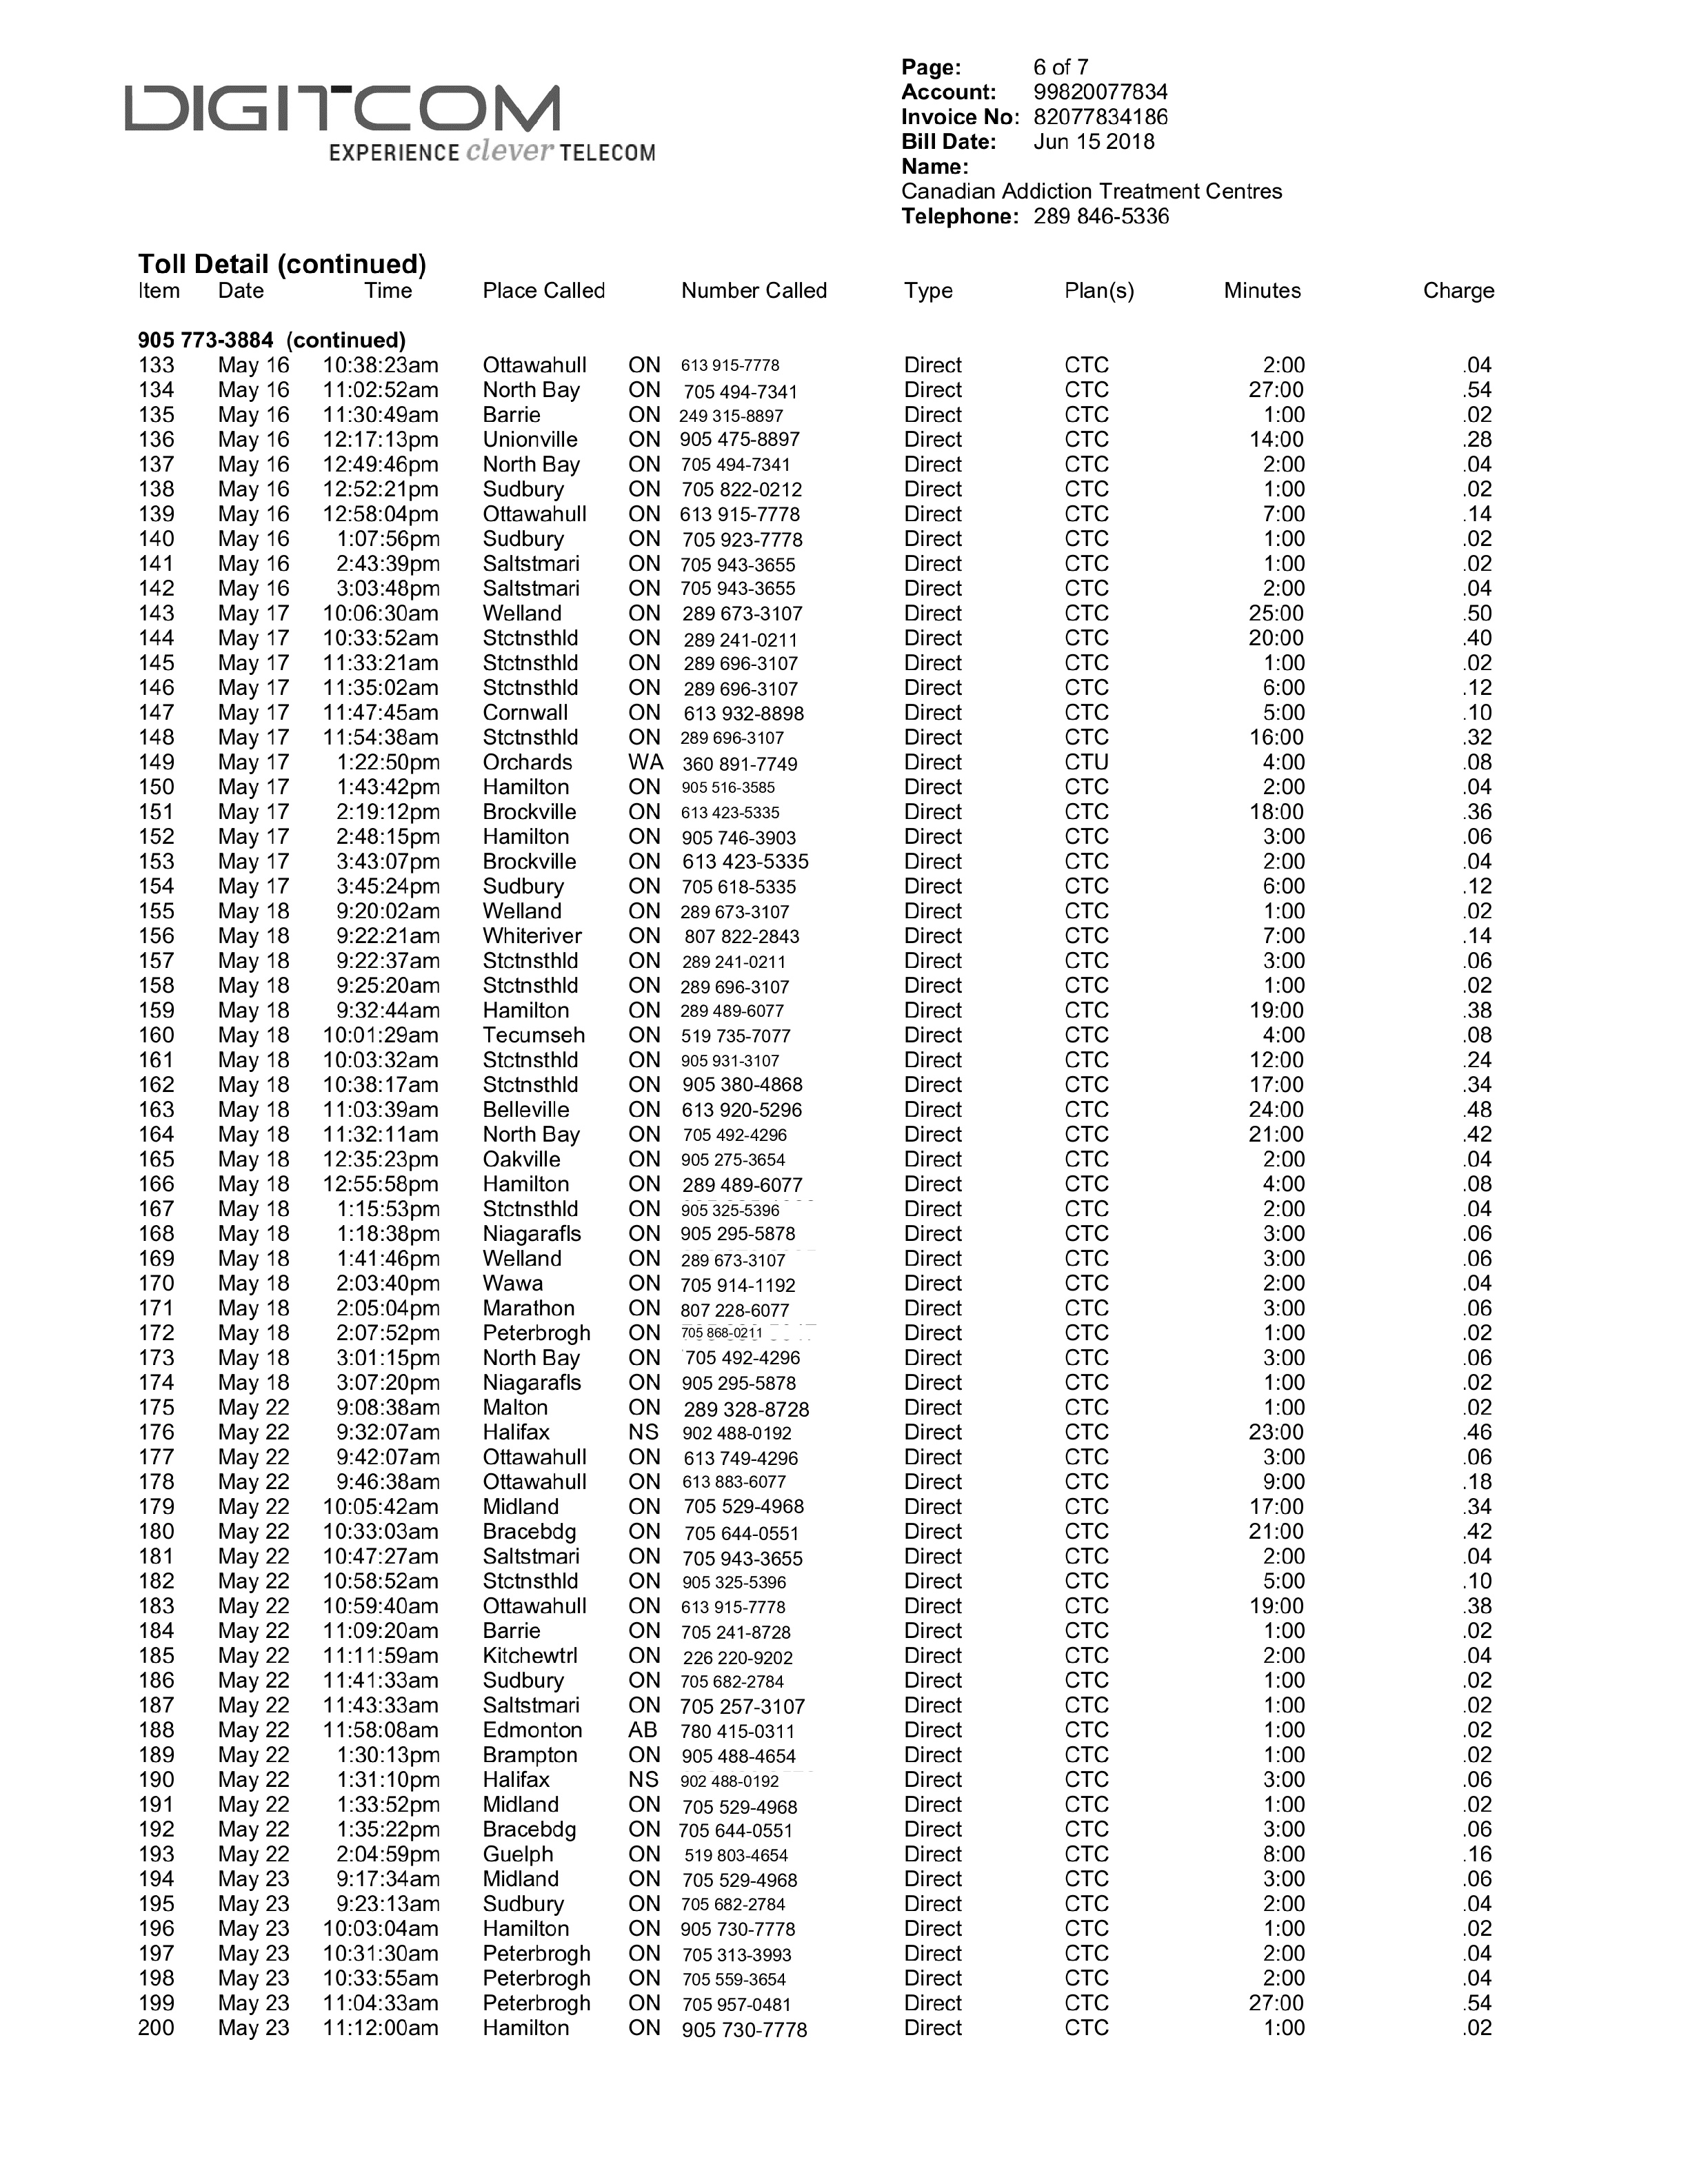 DIGITCOM
EXPERIENCE clever TELECOM
Page: 6 of 7
Account: 99820077834
Invoice No: 82077834186
Bill Date: Jun 15 2018
Name:
Canadian Addiction Treatment Centres
Telephone: 289 846-5336
Toll Detail (continued)
Item Date Time Place Called Number Called Type Plan(s) Minutes Charge
905 773-3884 (continued)
133 May 16 10:38:23am Ottawahull ON 613 915-7778 Direct CTC 2:00 .04
134 May 16 11:02:52am North Bay ON 705 494-7341 Direct CTC 27:00 .54
135 May 16 11:30:49am Barrie ON 249 315-8897 Direct CTC 1:00 .02
136 May 16 12:17:13pm Unionville ON 905 475-8897 Direct CTC 14:00 .28
137 May 16 12:49:46pm North Bay ON 705 494-7341 Direct CTC 2:00 .04
138 May 16 12:52:21pm Sudbury ON 705 822-0212 Direct CTC 1:00 .02
139 May 16 12:58:04pm Ottawahull ON 613 915-7778 Direct CTC 7:00 .14
140 May 16 1:07:56pm Sudbury ON 705 923-7778 Direct CTC 1:00 .02
141 May 16 2:43:39pm Saltstmari ON 705 943-3655 Direct CTC 1:00 .02
142 May 16 3:03:48pm Saltstmari ON 705 943-3655 Direct CTC 2:00 .04
143 May 17 10:06:30am Welland ON 289 673-3107 Direct CTC 25:00 .50
144 May 17 10:33:52am Stctnsthld ON 289 241-0211 Direct CTC 20:00 .40
145 May 17 11:33:21am Stctnsthld ON 289 696-3107 Direct CTC 1:00 .02
146 May 17 11:35:02am Stctnsthld ON 289 696-3107 Direct CTC 6:00 .12
147 May 17 11:47:45am Cornwall ON 613 932-8898 Direct CTC 5:00 .10
148 May 17 11:54:38am Stctnsthld ON 289 696-3107 Direct CTC 16:00 .32
149 May 17 1:22:50pm Orchards WA 360 891-7749 Direct CTU 4:00 .08
150 May 17 1:43:42pm Hamilton ON 905 516-3585 Direct CTC 2:00 .04
151 May 17 2:19:12pm Brockville ON 613 423-5335 Direct CTC 18:00 .36
152 May 17 2:48:15pm Hamilton ON 905 746-3903 Direct CTC 3:00 .06
153 May 17 3:43:07pm Brockville ON 613 423-5335 Direct CTC 2:00 .04
154 May 17 3:45:24pm Sudbury ON 705 618-5335 Direct CTC 6:00 .12
155 May 18 9:20:02am Welland ON 289 673-3107 Direct CTC 1:00 .02
156 May 18 9:22:21am Whiteriver ON 807 822-2843 Direct CTC 7:00 .14
157 May 18 9:22:37am Stctnsthld ON 289 241-0211 Direct CTC 3:00 .06
158 May 18 9:25:20am Stctnsthld ON 289 696-3107 Direct CTC 1:00 .02
159 May 18 9:32:44am Hamilton ON 289 489-6077 Direct CTC 19:00 .38
160 May 18 10:01:29am Tecumseh ON 519 735-7077 Direct CTC 4:00 .08
161 May 18 10:03:32am Stctnsthld ON 905 931-3107 Direct CTC 12:00 .24
162 May 18 10:38:17am Stctnsthld ON 905 380-4868 Direct CTC 17:00 .34
163 May 18 11:03:39am Belleville ON 613 920-5296 Direct CTC 24:00 .48
164 May 18 11:32:11am North Bay ON 705 492-4296 Direct CTC 21:00 .42
165 May 18 12:35:23pm Oakville ON 905 275-3654 Direct CTC 2:00 .04
166 May 18 12:55:58pm Hamilton ON 289 489-6077 Direct CTC 4:00 .08
167 May 18 1:15:53pm Stctnsthld ON 905 325-5396 Direct CTC 2:00 .04
168 May 18 1:18:38pm Niagarafls ON 905 295-5878 Direct CTC 3:00 .06
169 May 18 1:41:46pm Welland ON 289 673-3107 Direct CTC 3:00 .06
170 May 18 2:03:40pm Wawa ON 705 914-1192 Direct CTC 2:00 .04
171 May 18 2:05:04pm Marathon ON 807 228-6077 Direct CTC 3:00 .06
172 May 18 2:07:52pm Peterbrogh ON 705 868-0211 Direct CTC 1:00 .02
173 May 18 3:01:15pm North Bay ON 705 492-4296 Direct CTC 3:00 .06
174 May 18 3:07:20pm Niagarafls ON 905 295-5878 Direct CTC 1:00 .02
175 May 22 9:08:38am Malton ON 289 328-8728 Direct CTC 1:00 .02
176 May 22 9:32:07am Halifax NS 902 488-0192 Direct CTC 23:00 .46
177 May 22 9:42:07am Ottawahull ON 613 749-4296 Direct CTC 3:00 .06
178 May 22 9:46:38am Ottawahull ON 613 883-6077 Direct CTC 9:00 .18
179 May 22 10:05:42am Midland ON 705 529-4968 Direct CTC 17:00 .34
180 May 22 10:33:03am Bracebdg ON 705 644-0551 Direct CTC 21:00 .42
181 May 22 10:47:27am Saltstmari ON 705 943-3655 Direct CTC 2:00 .04
182 May 22 10:58:52am Stctnsthld ON 905 325-5396 Direct CTC 5:00 .10
183 May 22 10:59:40am Ottawahull ON 613 915-7778 Direct CTC 19:00 .38
184 May 22 11:09:20am Barrie ON 705 241-8728 Direct CTC 1:00 .02
185 May 22 11:11:59am Kitchewtrl ON 226 220-9202 Direct CTC 2:00 .04
186 May 22 11:41:33am Sudbury ON 705 682-2784 Direct CTC 1:00 .02
187 May 22 11:43:33am Saltstmari ON 705 257-3107 Direct CTC 1:00 .02
188 May 22 11:58:08am Edmonton AB 780 415-0311 Direct CTC 1:00 .02
189 May 22 1:30:13pm Brampton ON 905 488-4654 Direct CTC 1:00 .02
190 May 22 1:31:10pm Halifax NS 902 488-0192 Direct CTC 3:00 .06
191 May 22 1:33:52pm Midland ON 705 529-4968 Direct CTC 1:00 .02
192 May 22 1:35:22pm Bracebdg ON 705 644-0551 Direct CTC 3:00 .06
193 May 22 2:04:59pm Guelph ON 519 803-4654 Direct CTC 8:00 .16
194 May 23 9:17:34am Midland ON 705 529-4968 Direct CTC 3:00 .06
195 May 23 9:23:13am Sudbury ON 705 682-2784 Direct CTC 2:00 .04
196 May 23 10:03:04am Hamilton ON 905 730-7778 Direct CTC 1:00 .02
197 May 23 10:31:30am Peterbrogh ON 705 313-3993 Direct CTC 2:00 .04
198 May 23 10:33:55am Peterbrogh ON 705 559-3654 Direct CTC 2:00 .04
199 May 23 11:04:33am Peterbrogh ON 705 957-0481 Direct CTC 27:00 .54
200 May 23 11:12:00am Hamilton ON 905 730-7778 Direct CTC 1:00 .02